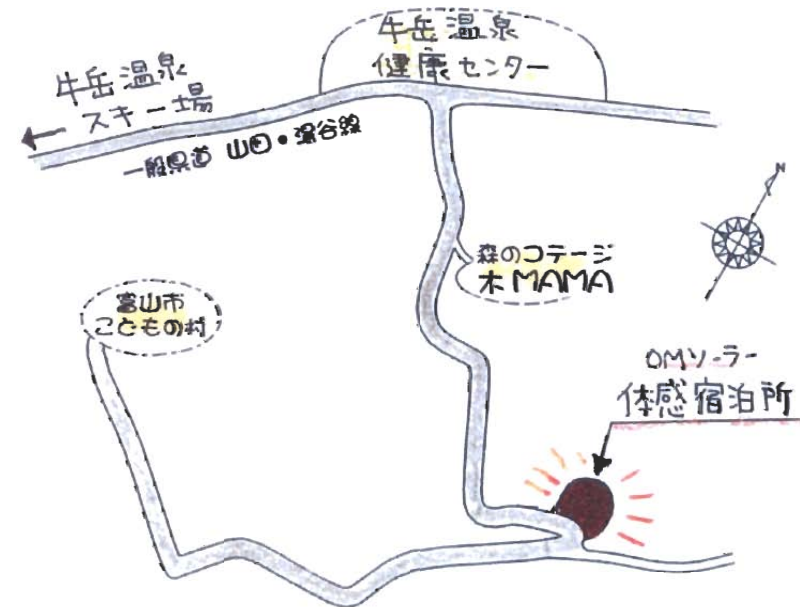 牛岳温泉
健康センター
牛岳温泉
スキー場
一般県道 山田・湯谷線
N
森のコテージ
木MAMA
富山市
こどもの村
OMソーラー
体感宿泊所